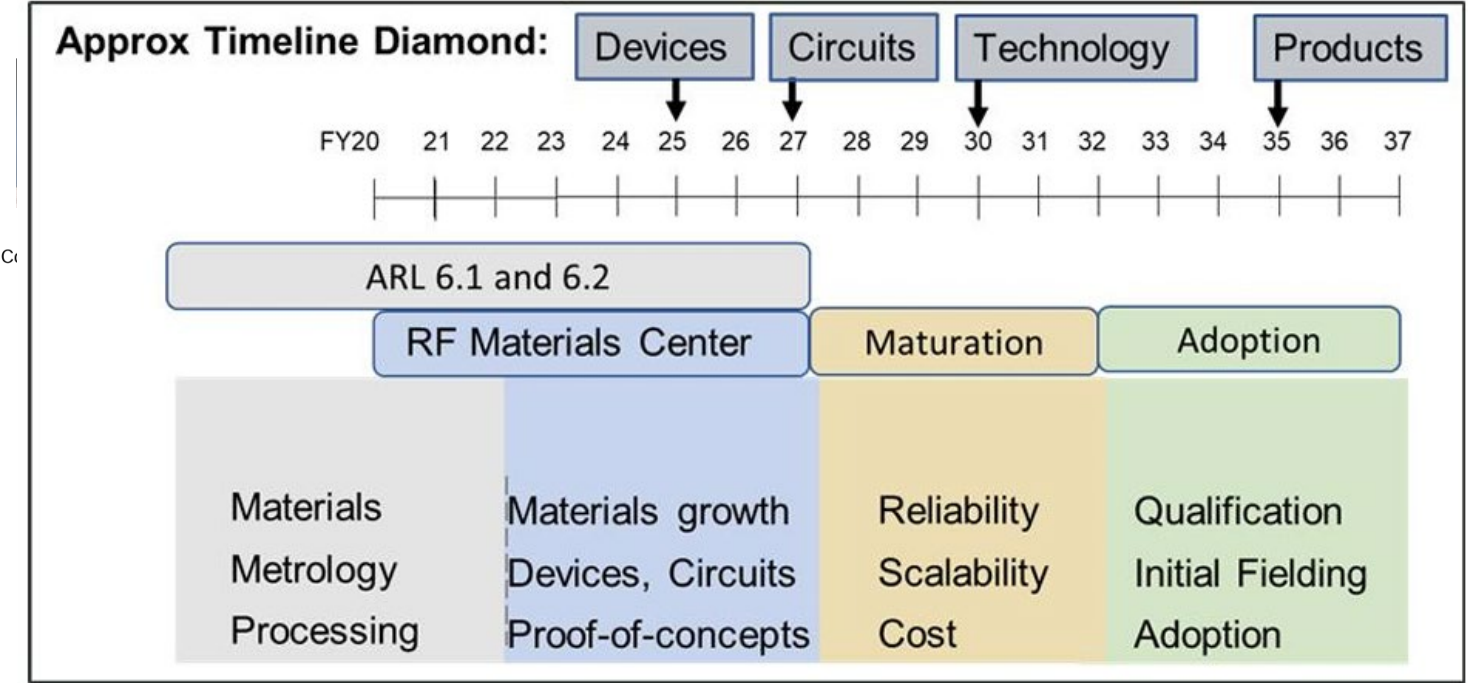 Approx Timeline Diamond:
Devices
Circuits
Technology
Products
FY20 21 22 23 24 25 26 27 28 29 30 31 32 33 34 35 36 37
ARL 6.1 and 6.2
RF Materials Center
Maturation
Adoption
Materials
Metrology
Processing
Materials growth
Devices, Circuits
Proof-of-concepts
Reliability
Scalability
Cost
Qualification
Initial Fielding
Adoption